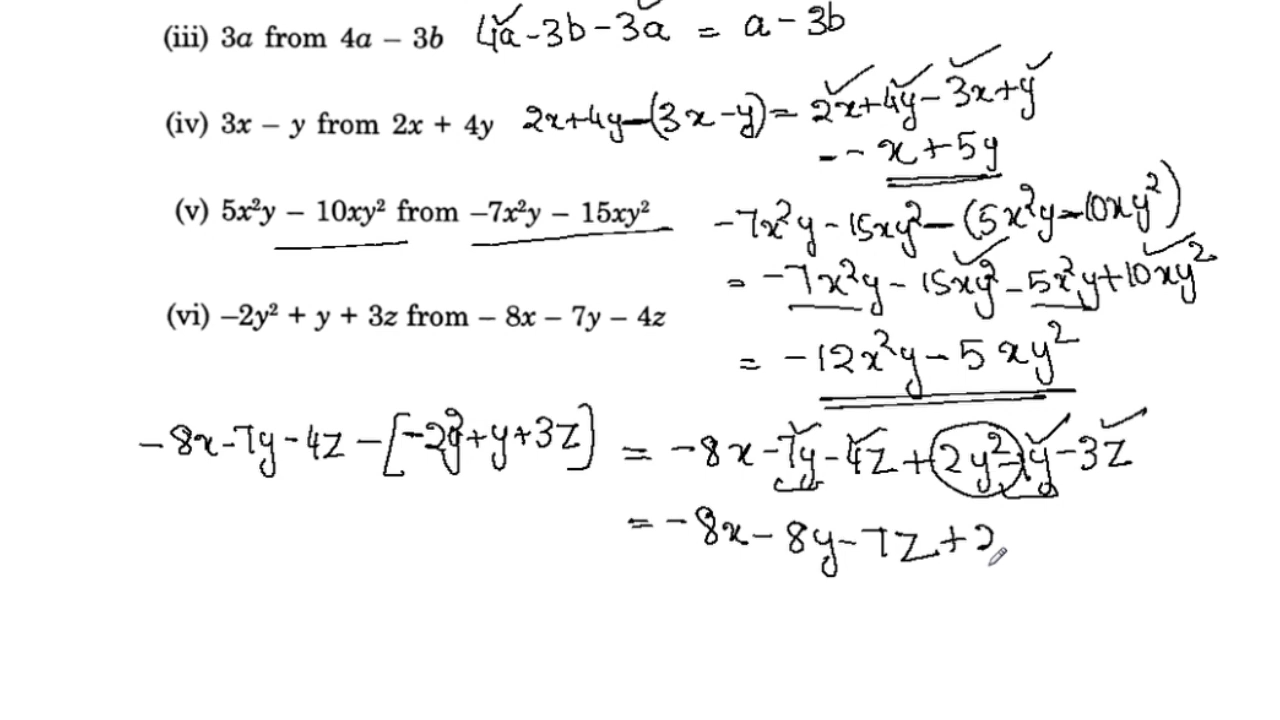 (iii) 3a from 4a – 3b 4a-3b-3a = a-3b
(iv) 3x – y from 2x + 4y 2x+4y-(3x-y)= 2x+4y-3x+y
-- x+5y
(v) 5x²y – 10xy² from –7x²y – 15xy² -7x²y-15xy²-(5x²y-10xy²)
= -7x²y-15xy²-5x²y+10xy²
(vi) –2y² + y + 3z from – 8x – 7y – 4z
= -12x²y-5xy²
-8x-7y-4z-[-2y²+y+3z] = -8x-7y-4z+2y²-y-3z
= -8x-8y-7z+2